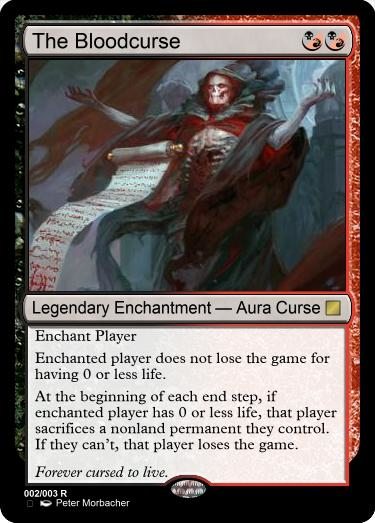 The Bloodcurse
Legendary Enchantment — Aura Curse
Enchant Player
Enchanted player does not lose the game for
having 0 or less life.
At the beginning of each end step, if
enchanted player has 0 or less life, that player
sacrifices a nonland permanent they control.
If they can't, that player loses the game.
Forever cursed to live.
002/003 R
Peter Morbacher